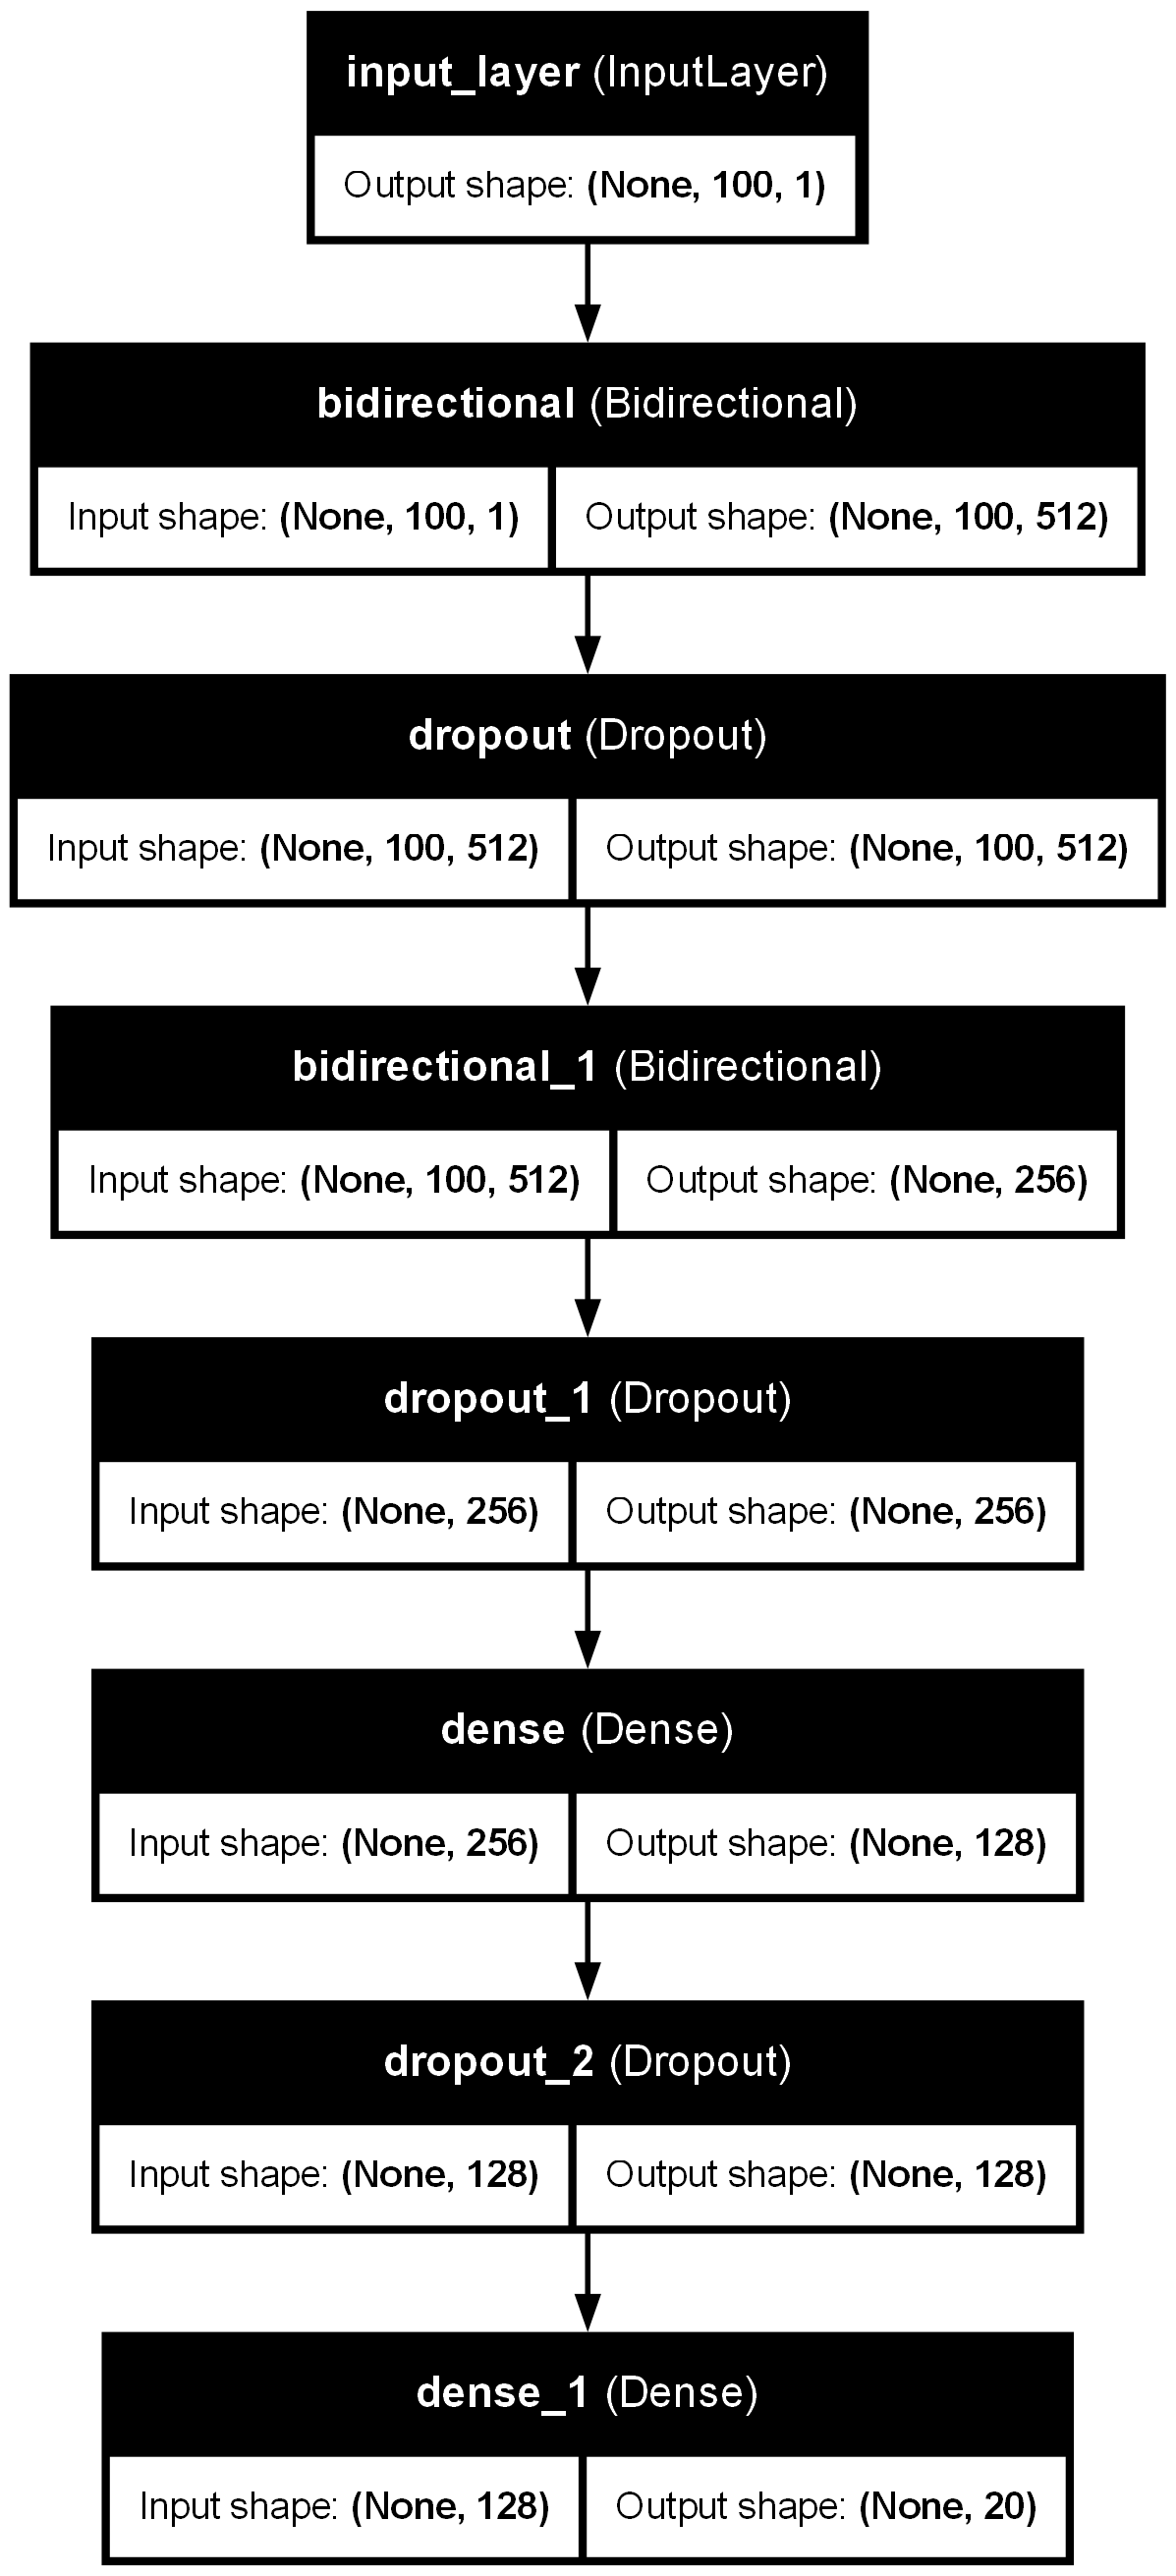 input_layer (InputLayer)
Output shape: (None, 100, 1)
bidirectional (Bidirectional)
Input shape: (None, 100, 1) Output shape: (None, 100, 512)
dropout (Dropout)
Input shape: (None, 100, 512) Output shape: (None, 100, 512)
bidirectional_1 (Bidirectional)
Input shape: (None, 100, 512) Output shape: (None, 256)
dropout_1 (Dropout)
Input shape: (None, 256) Output shape: (None, 256)
dense (Dense)
Input shape: (None, 256) Output shape: (None, 128)
dropout_2 (Dropout)
Input shape: (None, 128) Output shape: (None, 128)
dense_1 (Dense)
Input shape: (None, 128) Output shape: (None, 20)